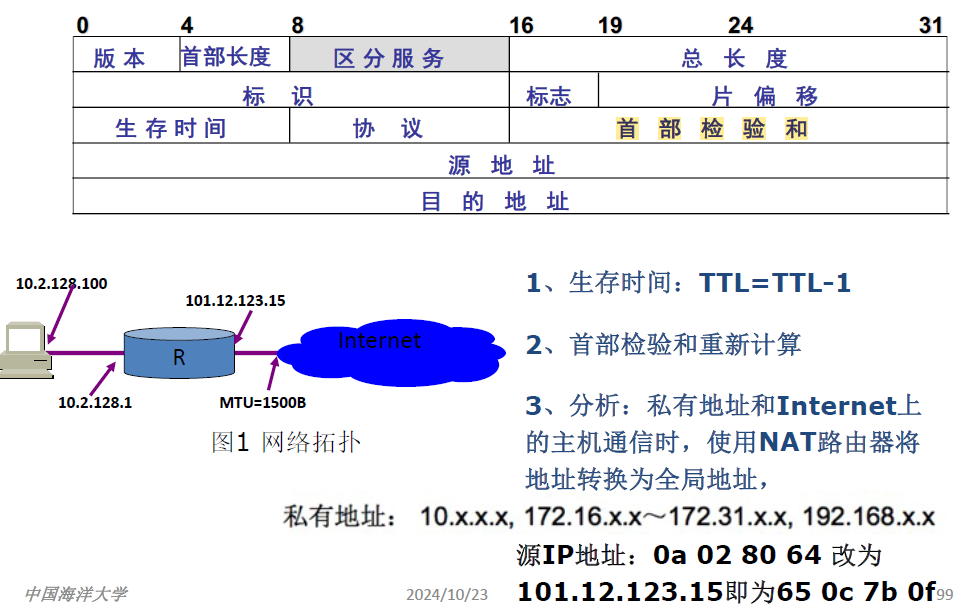 0 4 8 16 19 24 31
版本 首部长度 区分服务 总长度
标识 标志 片偏移
生存时间 协议 首部检验和
源地址
目的地址
10.2.128.100
101.12.123.15
Internet
R
10.2.128.1
MTU=1500B
图1 网络拓扑
1、生存时间：TTL=TTL-1
2、首部检验和重新计算
3、分析：私有地址和Internet上
的主机通信时，使用NAT路由器将
地址转换为全局地址，
私有地址： 10.x.x.x, 172.16.x.x～172.31.x.x, 192.168.x.x
源IP地址：0a 02 80 64 改为
101.12.123.15即为65 0c 7b 0f
中国海洋大学 2024/10/23 99